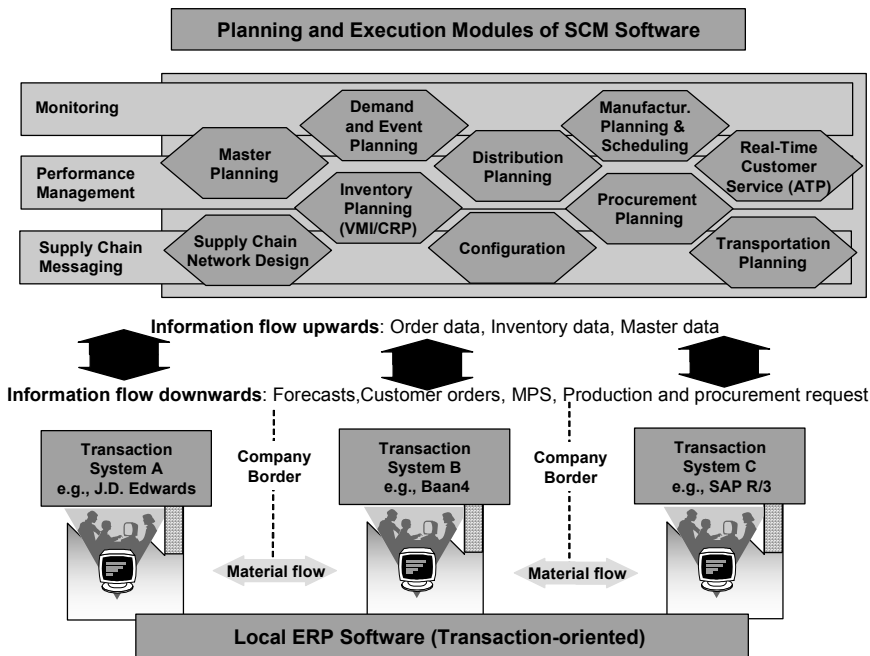 Planning and Execution Modules of SCM Software
Monitoring
Performance
Management
Supply Chain
Messaging
Master
Planning
Demand
and Event
Planning
Distribution
Planning
Manufactur.
Planning &
Scheduling
Real-Time
Customer
Service (ATP)
Inventory
Planning
(VMI/CRP)
Procurement
Planning
Supply Chain
Network Design
Configuration
Transportation
Planning
Information flow upwards: Order data, Inventory data, Master data
Information flow downwards: Forecasts,Customer orders, MPS, Production and procurement request
Transaction
System A
e.g., J.D. Edwards
Company
Border
Transaction
System B
e.g., Baan4
Company
Border
Transaction
System C
e.g., SAP R/3
Material flow
Material flow
Local ERP Software (Transaction-oriented)